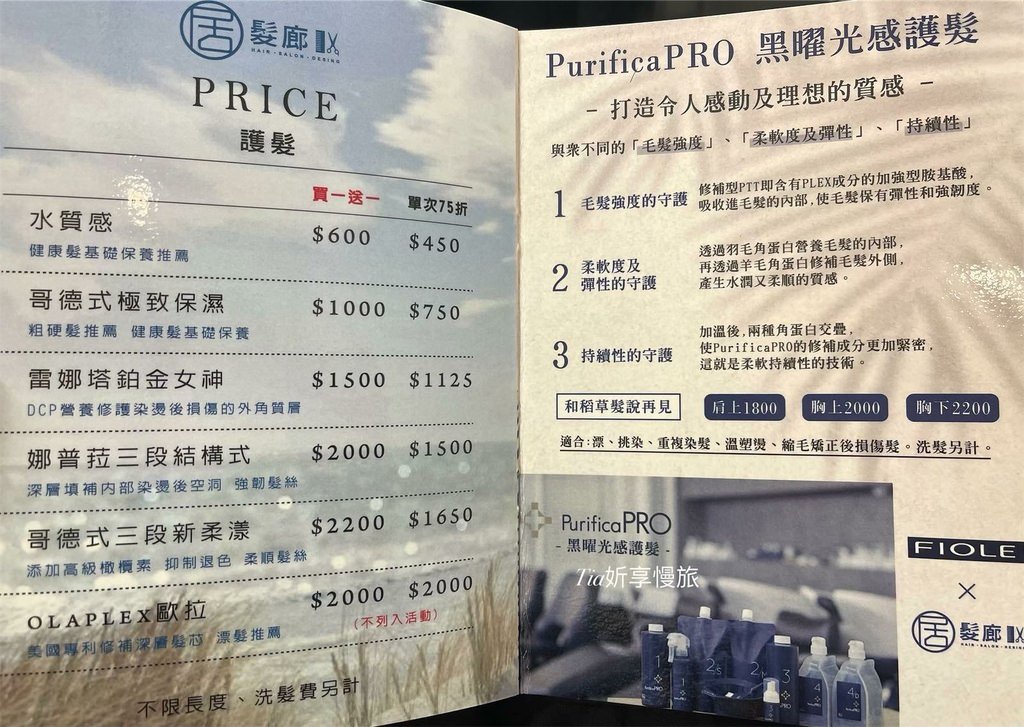 居 髮廊
HAIR·SALON·DESING
PRICE
護髮
買一送一 單次75折
水質感 $600 $450
健康髮基礎保養推薦
哥德式極致保濕 $1000 $750
粗硬髮推薦 健康髮基礎保養
雷娜塔鉑金女神 $1500 $1125
DCP營養修護染燙後損傷的外角質層
娜普菈三段結構式 $2000 $1500
深層填補內部染燙後空洞 強韌髮絲
哥德式三段新柔漾 $2200 $1650
添加高級橄欖素 抑制退色 柔順髮絲
OLAPLEX歐拉 $2000 $2000
美國專利修補深層髮芯 漂髮推薦 (不列入活動)
不限長度、洗髮費另計
PurificaPRO 黑曜光感護髮
- 打造令人感動及理想的質感 -
與眾不同的「毛髮強度」、「柔軟度及彈性」、「持續性」
1 毛髮強度的守護
修補型PTT即含有PLEX成分的加強型胺基酸,
吸收進毛髮的內部,使毛髮保有彈性和強韌度。
2 柔軟度及
彈性的守護
透過羽毛角蛋白營養毛髮的內部,
再透過羊毛角蛋白修補毛髮外側,
產生水潤又柔順的質感。
3 持續性的守護
加溫後,兩種角蛋白交疊,
使PurificaPRO的修補成分更加緊密,
這就是柔軟持續性的技術。
和稻草髮說再見 肩上1800 胸上2000 胸下2200
適合:漂、挑染、重複染髮、溫塑燙、縮毛矯正後損傷髮。洗髮另計。
PurificaPRO
- 黑曜光感護髮 -
Tia妡享慢旅
FIOLE
×
居 髮廊
HAIR·SALON·DESING
1 1 2s 2M 3 3 4 4D